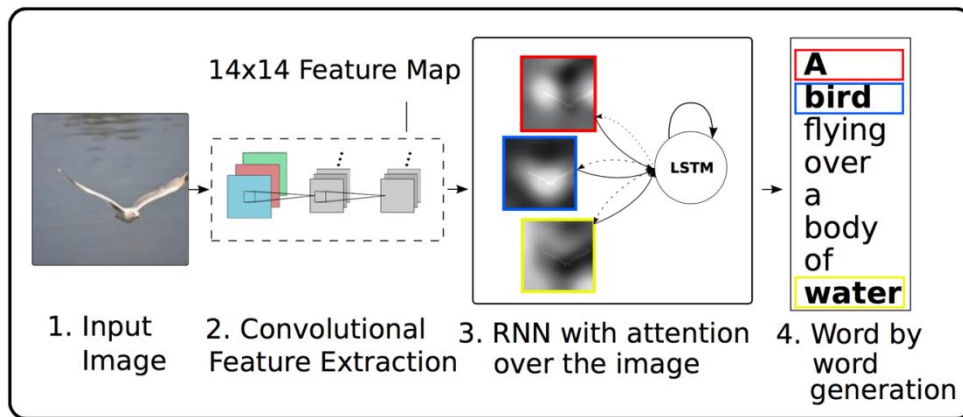 14x14 Feature Map
LSTM
A
bird
flying
over
a
body
of
water
1. Input
Image
2. Convolutional
Feature Extraction
3. RNN with attention
over the image
4. Word by
word
generation